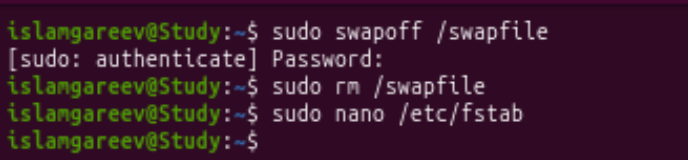 islamgareev@Study:~$ sudo swapoff /swapfile
[sudo: authenticate] Password:
islamgareev@Study:~$ sudo rm /swapfile
islamgareev@Study:~$ sudo nano /etc/fstab
islamgareev@Study:~$